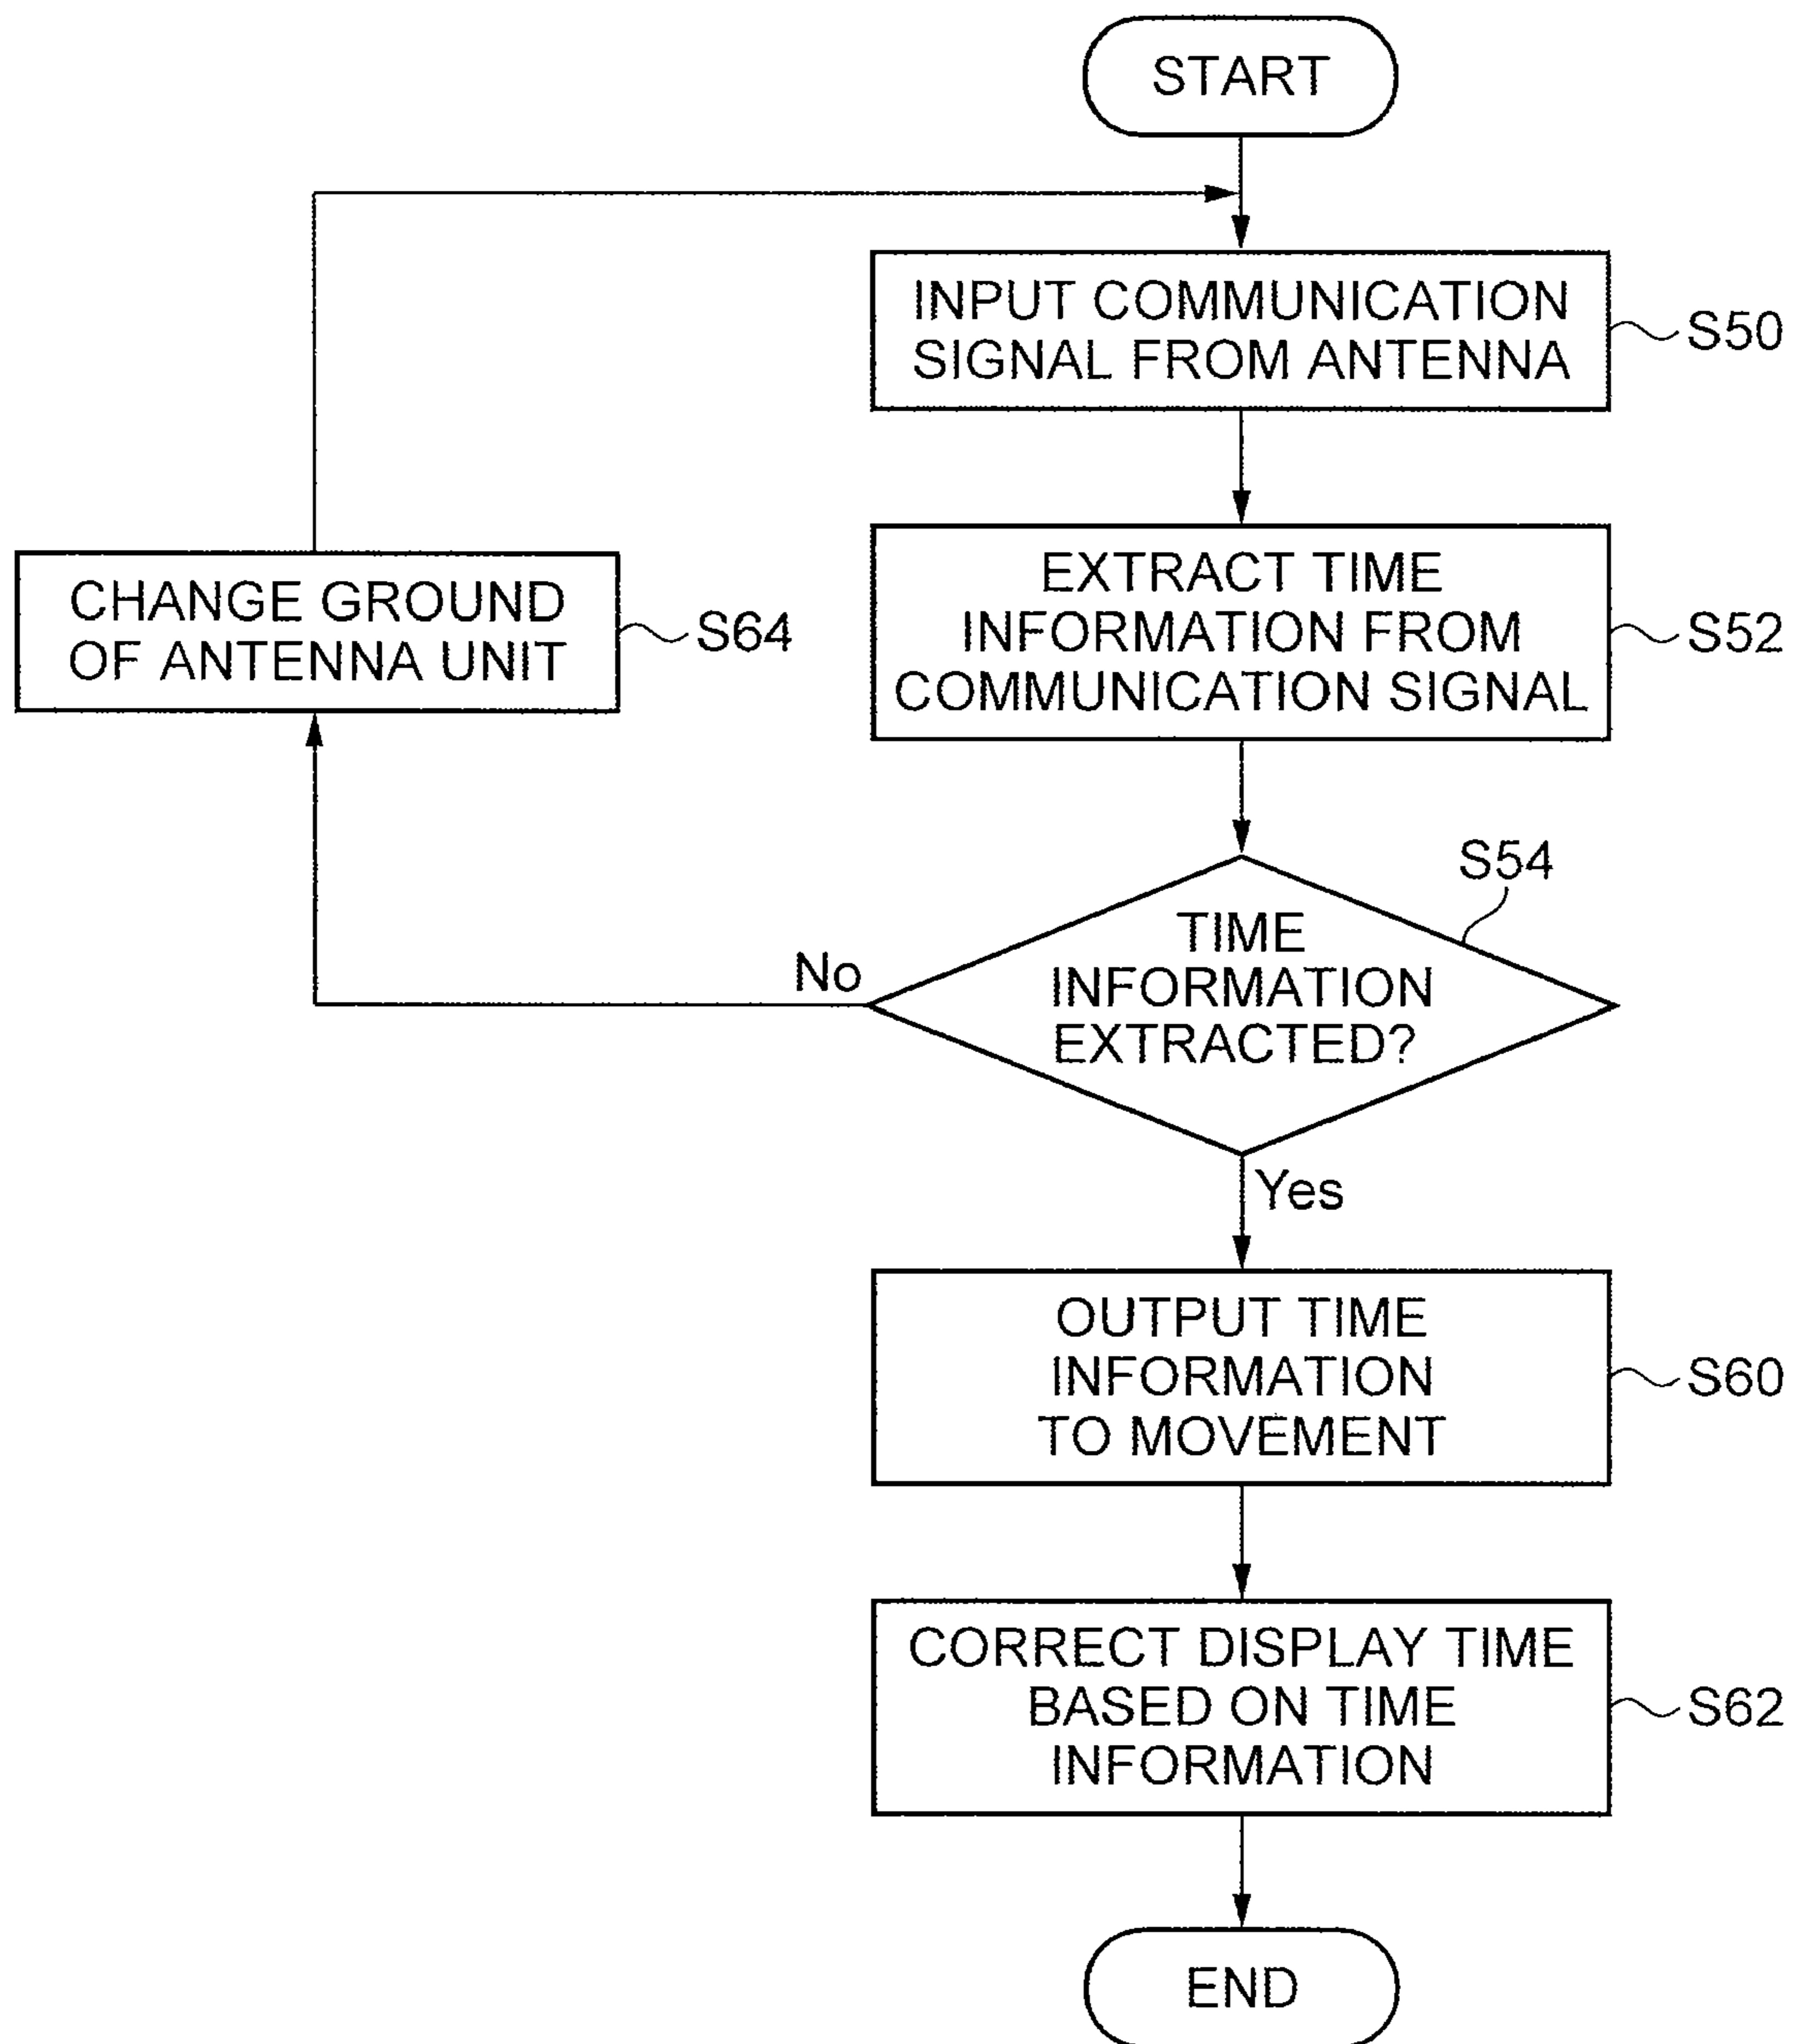 START
INPUT COMMUNICATION
SIGNAL FROM ANTENNA
S50
EXTRACT TIME
INFORMATION FROM
COMMUNICATION SIGNAL
S52
CHANGE GROUND
OF ANTENNA UNIT
S64
S54
TIME
INFORMATION
EXTRACTED?
No
Yes
OUTPUT TIME
INFORMATION
TO MOVEMENT
S60
CORRECT DISPLAY TIME
BASED ON TIME
INFORMATION
S62
END